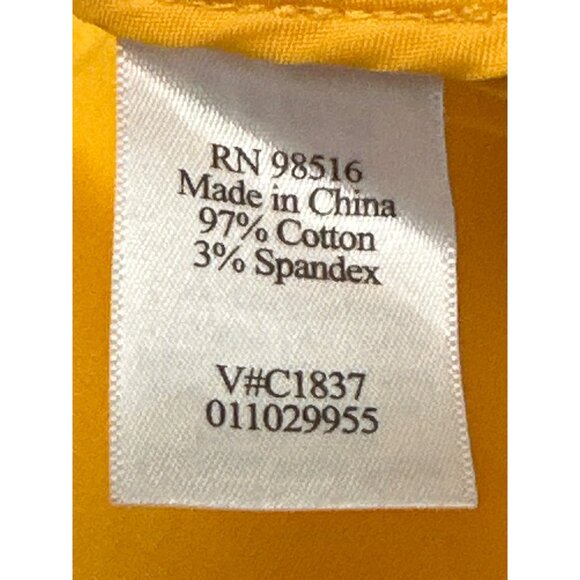 RN 98516
Made in China
97% Cotton
3% Spandex
V#C1837
011029955